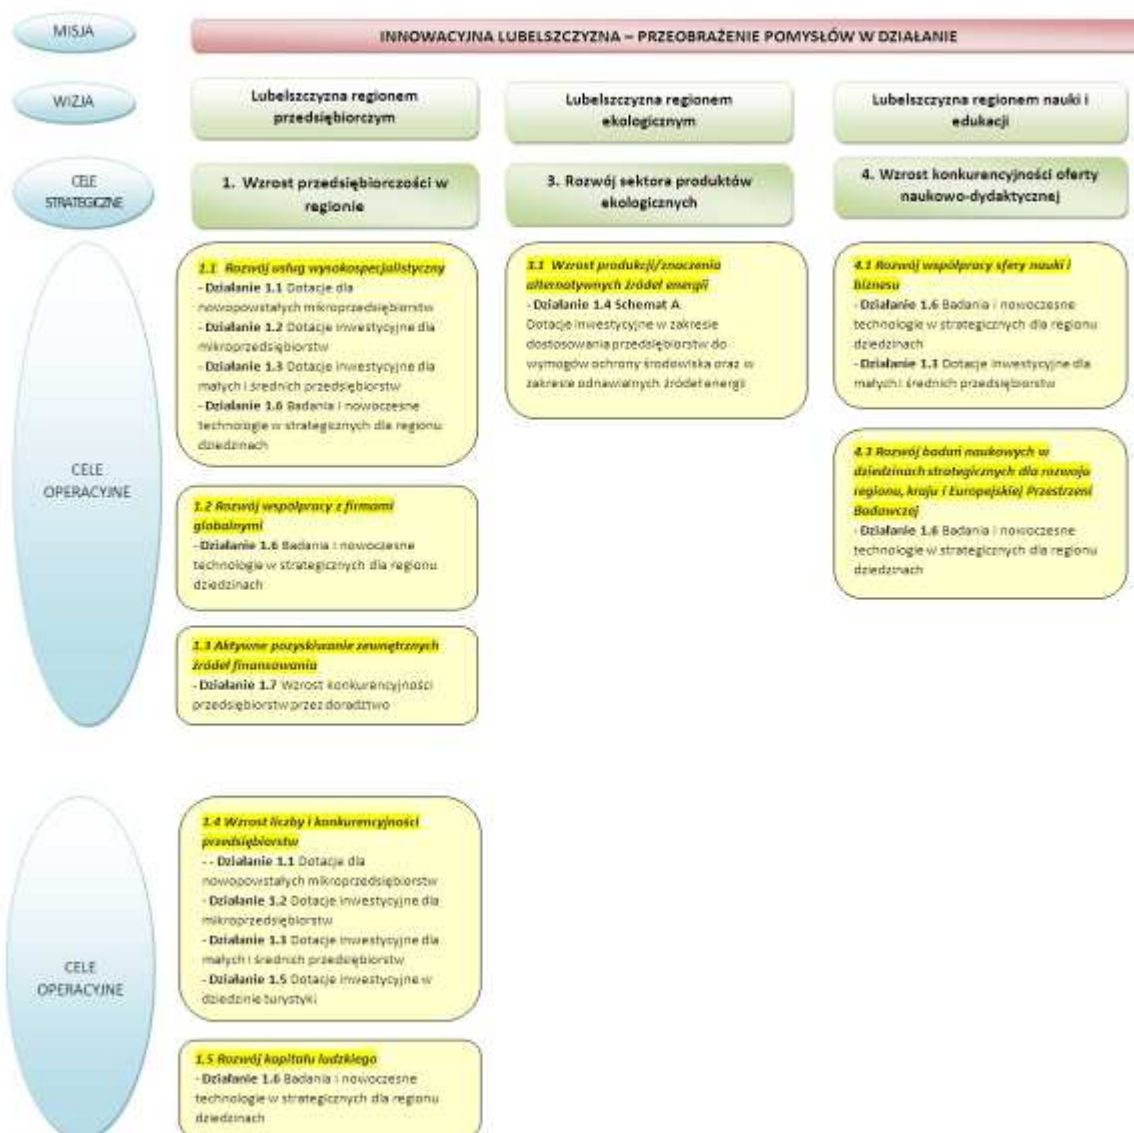 MISJA
INNOWACYJNA LUBELSZCZYZNA – PRZEOBRAŻENIE POMYSŁÓW W DZIAŁANIE
WIZJA
Lubelszczyzna regionem
przedsiębiorczym
Lubelszczyzna regionem
ekologicznym
Lubelszczyzna regionem nauki i
edukacji
CELE
STRATEGICZNE
1. Wzrost przedsiębiorczości w
regionie
3. Rozwój sektora produktów
ekologicznych
4. Wzrost konkurencyjności oferty
naukowo-dydaktycznej
CELE
OPERACYJNE
1.1 Rozwój usług wysokospecjalistyczny
- Działanie 1.1 Dotacje dla
nowopowstałych mikroprzedsiębiorstw
- Działanie 1.2 Dotacje inwestycyjne dla
mikroprzedsiębiorstw
- Działanie 1.3 Dotacje inwestycyjne dla
małych i średnich przedsiębiorstw
- Działanie 1.6 Badania i nowoczesne
technologie w strategicznych dla regionu
dziedzinach
1.2 Rozwój współpracy z firmami
globalnymi
- Działanie 1.6 Badania i nowoczesne
technologie w strategicznych dla regionu
dziedzinach
1.3 Aktywne pozyskiwanie zewnętrznych
źródeł finansowania
- Działanie 1.7 Wzrost konkurencyjności
przedsiębiorstw przez doradztwo
3.1 Wzrost produkcji/znaczenia
alternatywnych źródeł energii
- Działanie 1.4 Schemat A
Dotacje inwestycyjne w zakresie
dostosowania przedsiębiorstw do
wymogów ochrony środowiska oraz w
zakresie odnawialnych źródeł energii
4.1 Rozwój współpracy sfery nauki i
biznesu
- Działanie 1.6 Badania i nowoczesne
technologie w strategicznych dla regionu
dziedzinach
- Działanie 1.3 Dotacje inwestycyjne dla
małych i średnich przedsiębiorstw
4.3 Rozwój badań naukowych w
dziedzinach strategicznych dla rozwoju
regionu, kraju i Europejskiej Przestrzeni
Badawczej
- Działanie 1.6 Badania i nowoczesne
technologie w strategicznych dla regionu
dziedzinach
CELE
OPERACYJNE
1.4 Wzrost liczby i konkurencyjności
przedsiębiorstw
- - Działanie 1.1 Dotacje dla
nowopowstałych mikroprzedsiębiorstw
- Działanie 1.2 Dotacje inwestycyjne dla
mikroprzedsiębiorstw
- Działanie 1.3 Dotacje inwestycyjne dla
małych i średnich przedsiębiorstw
- Działanie 1.5 Dotacje inwestycyjne w
dziedzinie turystyki
1.5 Rozwój kapitału ludzkiego
- Działanie 1.6 Badania i nowoczesne
technologie w strategicznych dla regionu
dziedzinach